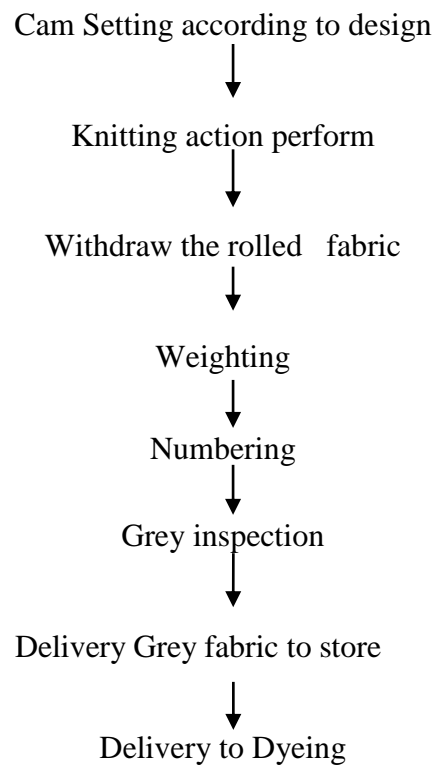 Cam Setting according to design
Knitting action perform
Withdraw the rolled fabric
Weighting
Numbering
Grey inspection
Delivery Grey fabric to store
Delivery to Dyeing